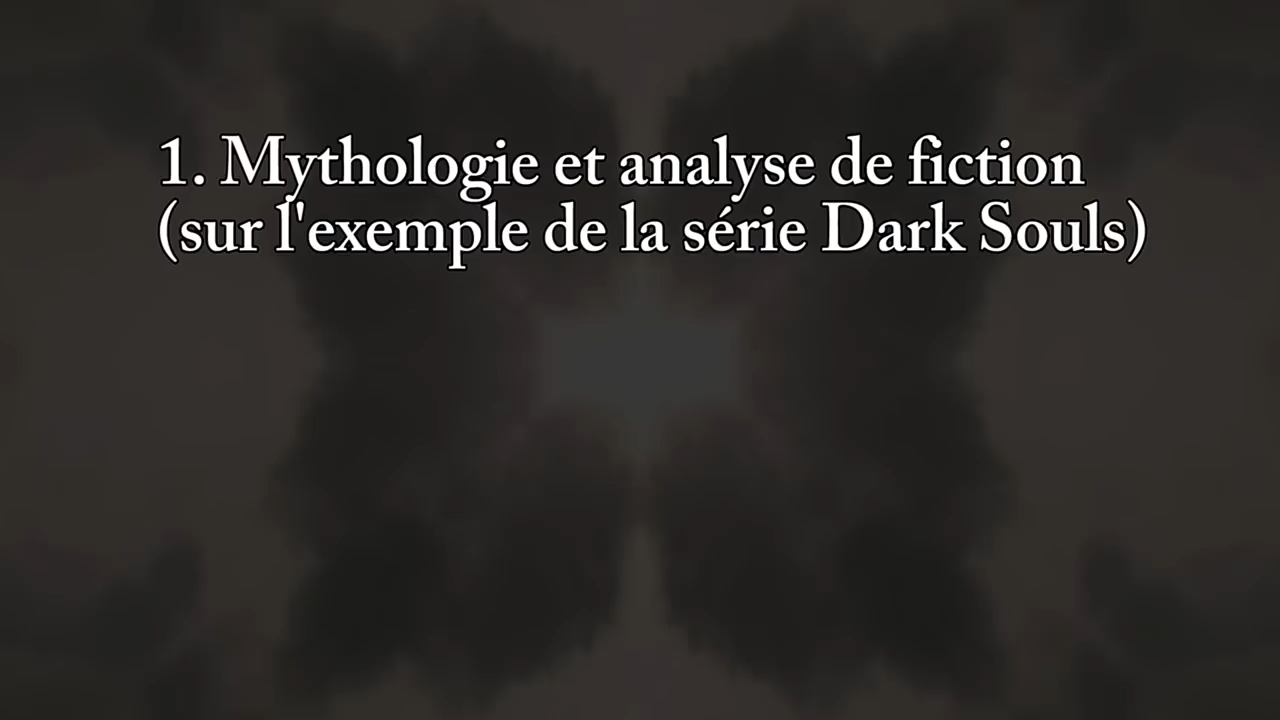 1. Mythologie et analyse de fiction
(sur l'exemple de la série Dark Souls)